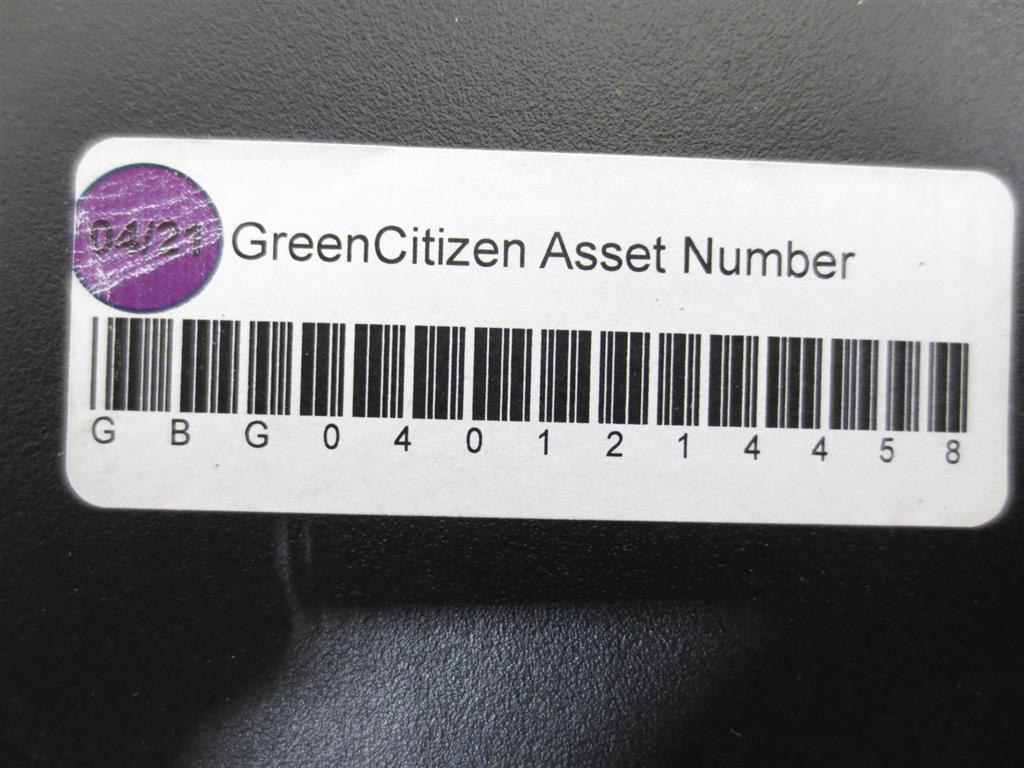 04/21
GreenCitizen Asset Number
G B G 0 4 0 1 2 1 4 4 5 8